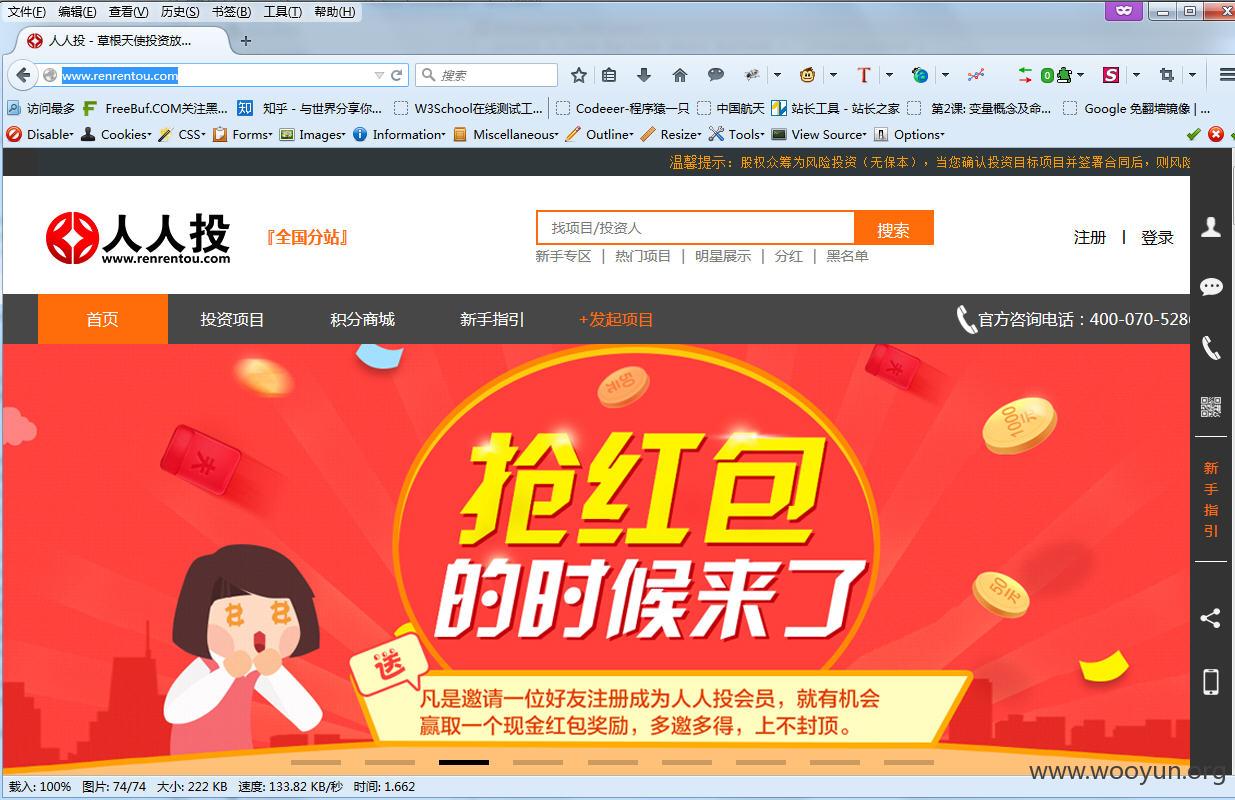 文件(F) 编辑(E) 查看(V) 历史(S) 书签(B) 工具(T) 帮助(H)
人人投 - 草根天使投资放...
www.renrentou.com
搜索
访问最多 FreeBuf.COM关注黑... 知乎 - 与世界分享你... W3School在线测试工... Codeeer-程序猿一只 中国航天 站长工具 - 站长之家 第2课: 变量概念及命... Google 免翻墙镜像 | ...
Disable Cookies CSS Forms Images Information Miscellaneous Outline Resize Tools View Source Options
温馨提示：股权众筹为风险投资（无保本），当您确认投资目标项目并签署合同后，则风险
人人投
www.renrentou.com
『全国分站』
找项目/投资人
搜索
新手专区 | 热门项目 | 明星展示 | 分红 | 黑名单
注册 | 登录
首页 投资项目 积分商城 新手指引 +发起项目
官方咨询电话：400-070-528
50元
1000元
抢红包
的时候来了
新手指引
50元
送
凡是邀请一位好友注册成为人人投会员，就有机会
赢取一个现金红包奖励，多邀多得，上不封顶。
www.wooyun.org
载入: 100% 图片: 74/74 大小: 222 KB 速度: 133.82 KB/秒 时间: 1.662